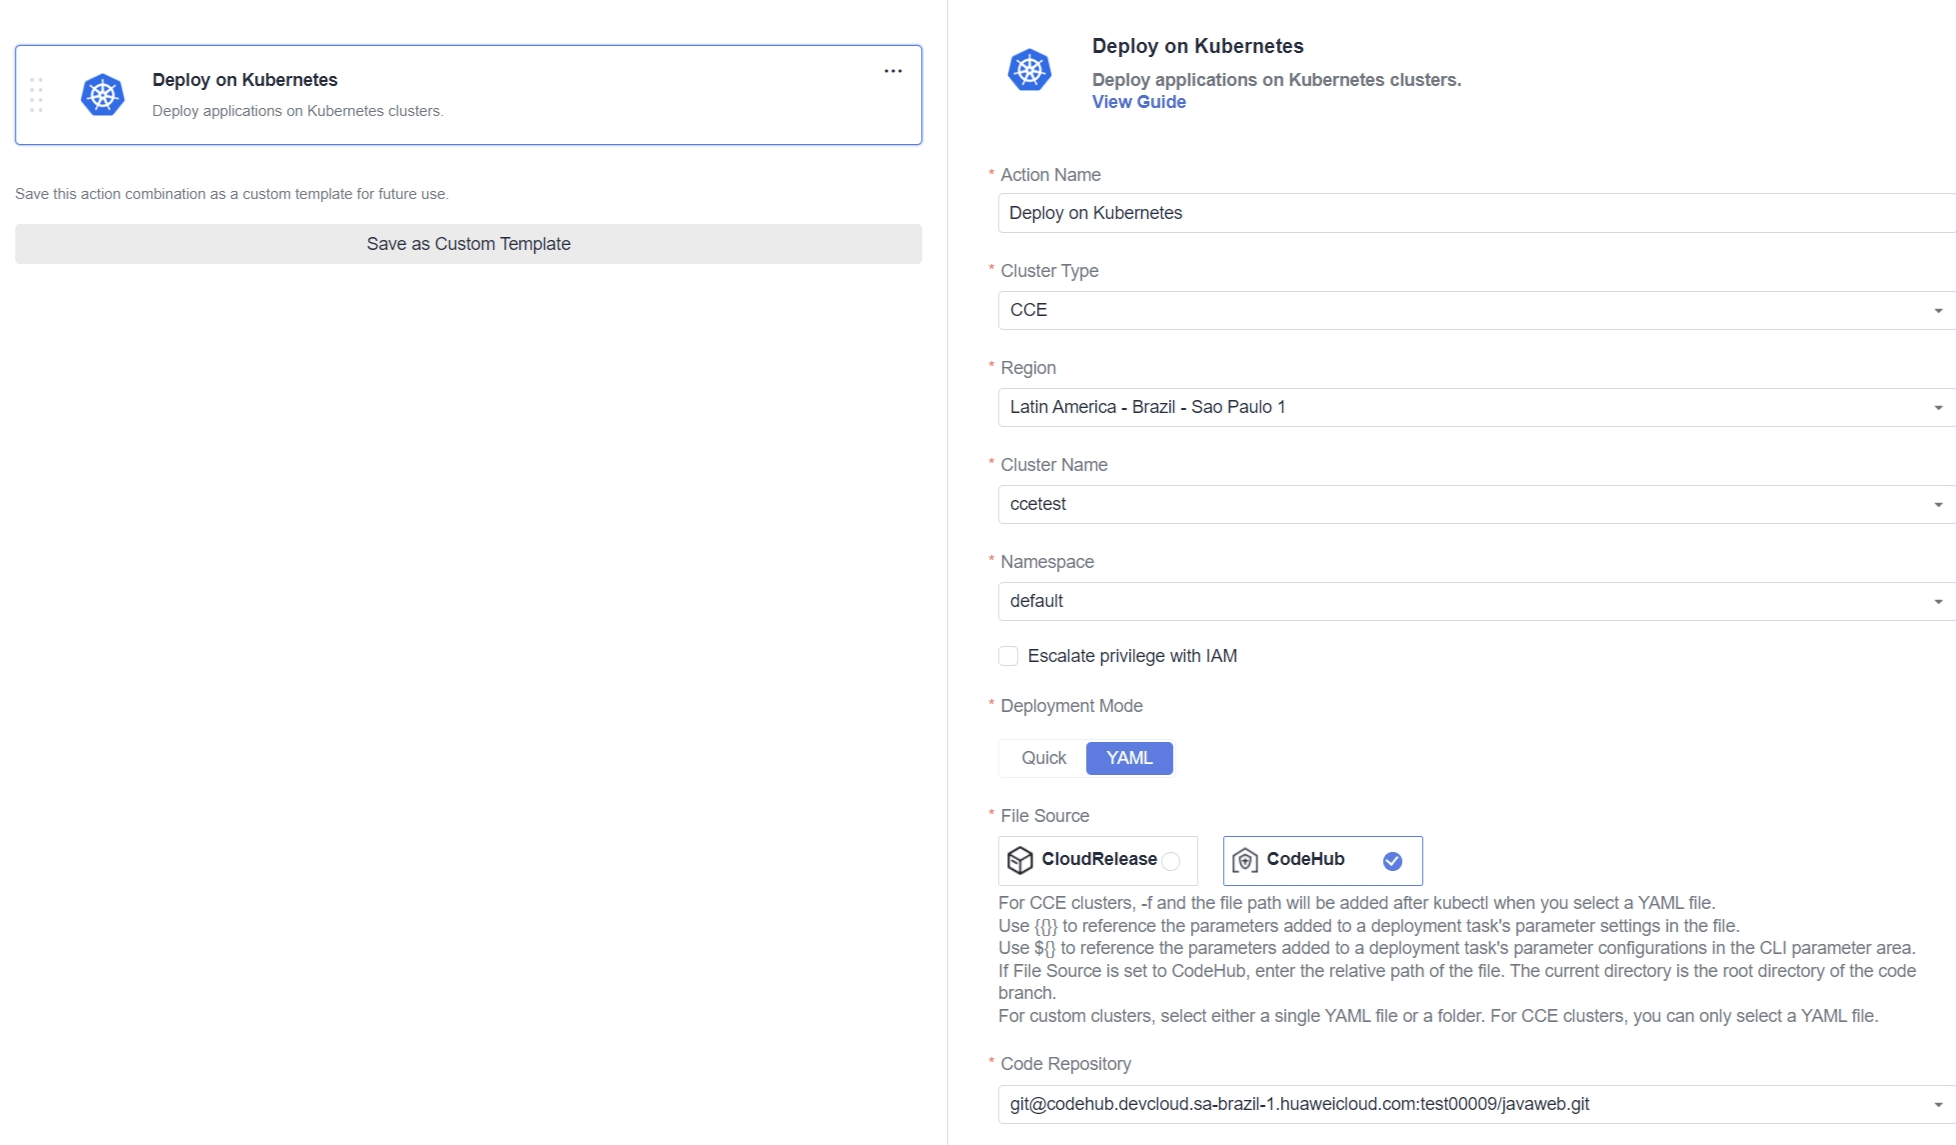 Deploy on Kubernetes
Deploy applications on Kubernetes clusters.
Save this action combination as a custom template for future use.
Save as Custom Template
Deploy on Kubernetes
Deploy applications on Kubernetes clusters.
View Guide
* Action Name
Deploy on Kubernetes
* Cluster Type
CCE
* Region
Latin America - Brazil - Sao Paulo 1
* Cluster Name
ccetest
* Namespace
default
Escalate privilege with IAM
* Deployment Mode
Quick YAML
* File Source
CloudRelease CodeHub
For CCE clusters, -f and the file path will be added after kubectl when you select a YAML file.
Use {{}} to reference the parameters added to a deployment task's parameter settings in the file.
Use ${} to reference the parameters added to a deployment task's parameter configurations in the CLI parameter area.
If File Source is set to CodeHub, enter the relative path of the file. The current directory is the root directory of the code
branch.
For custom clusters, select either a single YAML file or a folder. For CCE clusters, you can only select a YAML file.
* Code Repository
git@codehub.devcloud.sa-brazil-1.huaweicloud.com:test00009/javaweb.git